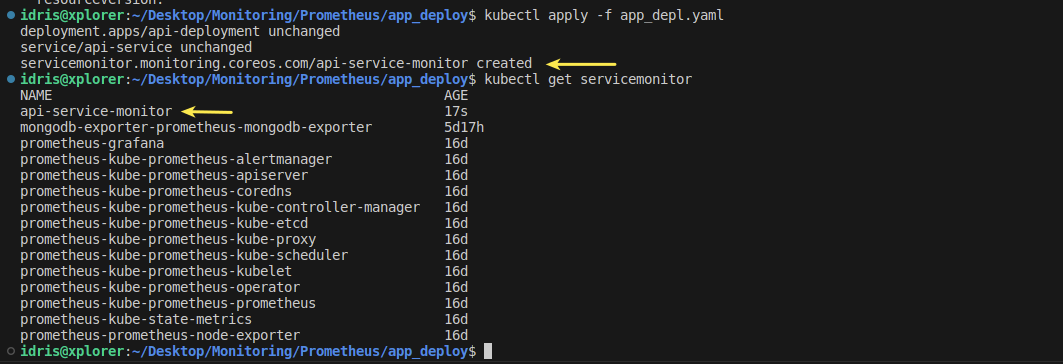 resourceversion:
idris@xplorer:~/Desktop/Monitoring/Prometheus/app_deploy$ kubectl apply -f app_depl.yaml
deployment.apps/api-deployment unchanged
service/api-service unchanged
servicemonitor.monitoring.coreos.com/api-service-monitor created
idris@xplorer:~/Desktop/Monitoring/Prometheus/app_deploy$ kubectl get servicemonitor
NAME AGE
api-service-monitor 17s
mongodb-exporter-prometheus-mongodb-exporter 5d17h
prometheus-grafana 16d
prometheus-kube-prometheus-alertmanager 16d
prometheus-kube-prometheus-apiserver 16d
prometheus-kube-prometheus-coredns 16d
prometheus-kube-prometheus-kube-controller-manager 16d
prometheus-kube-prometheus-kube-etcd 16d
prometheus-kube-prometheus-kube-proxy 16d
prometheus-kube-prometheus-kube-scheduler 16d
prometheus-kube-prometheus-kubelet 16d
prometheus-kube-prometheus-operator 16d
prometheus-kube-prometheus-prometheus 16d
prometheus-kube-state-metrics 16d
prometheus-prometheus-node-exporter 16d
idris@xplorer:~/Desktop/Monitoring/Prometheus/app_deploy$